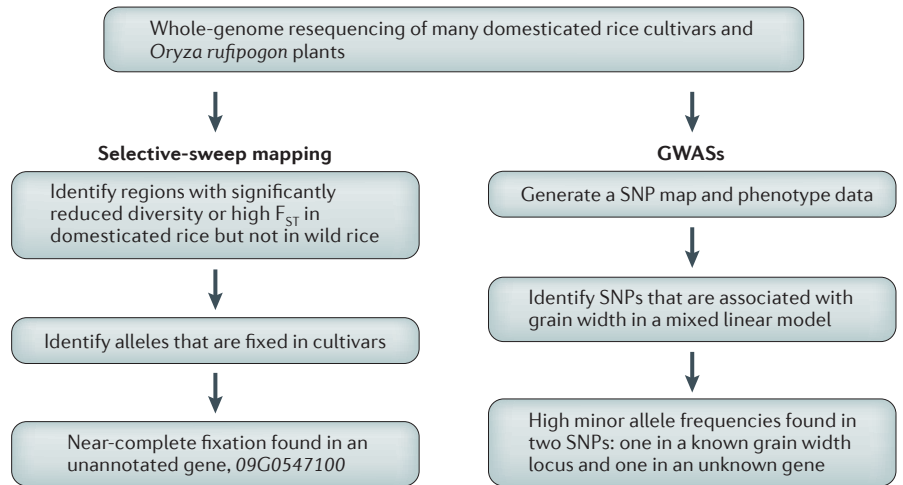 Whole-genome resequencing of many domesticated rice cultivars and
Oryza rufipogon plants
Selective-sweep mapping
Identify regions with significantly
reduced diversity or high FST in
domesticated rice but not in wild rice
Identify alleles that are fixed in cultivars
Near-complete fixation found in an
unannotated gene, 09G0547100
GWASs
Generate a SNP map and phenotype data
Identify SNPs that are associated with
grain width in a mixed linear model
High minor allele frequencies found in
two SNPs: one in a known grain width
locus and one in an unknown gene